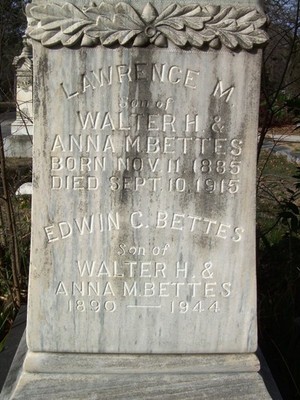 LAWRENCE M.
Son of
WALTER H. &
ANNA M. BETTES
BORN NOV. 11 1885
DIED SEPT. 10, 1915
EDWIN C. BETTES
Son of
WALTER H. &
ANNA M. BETTES
1890 — 1944